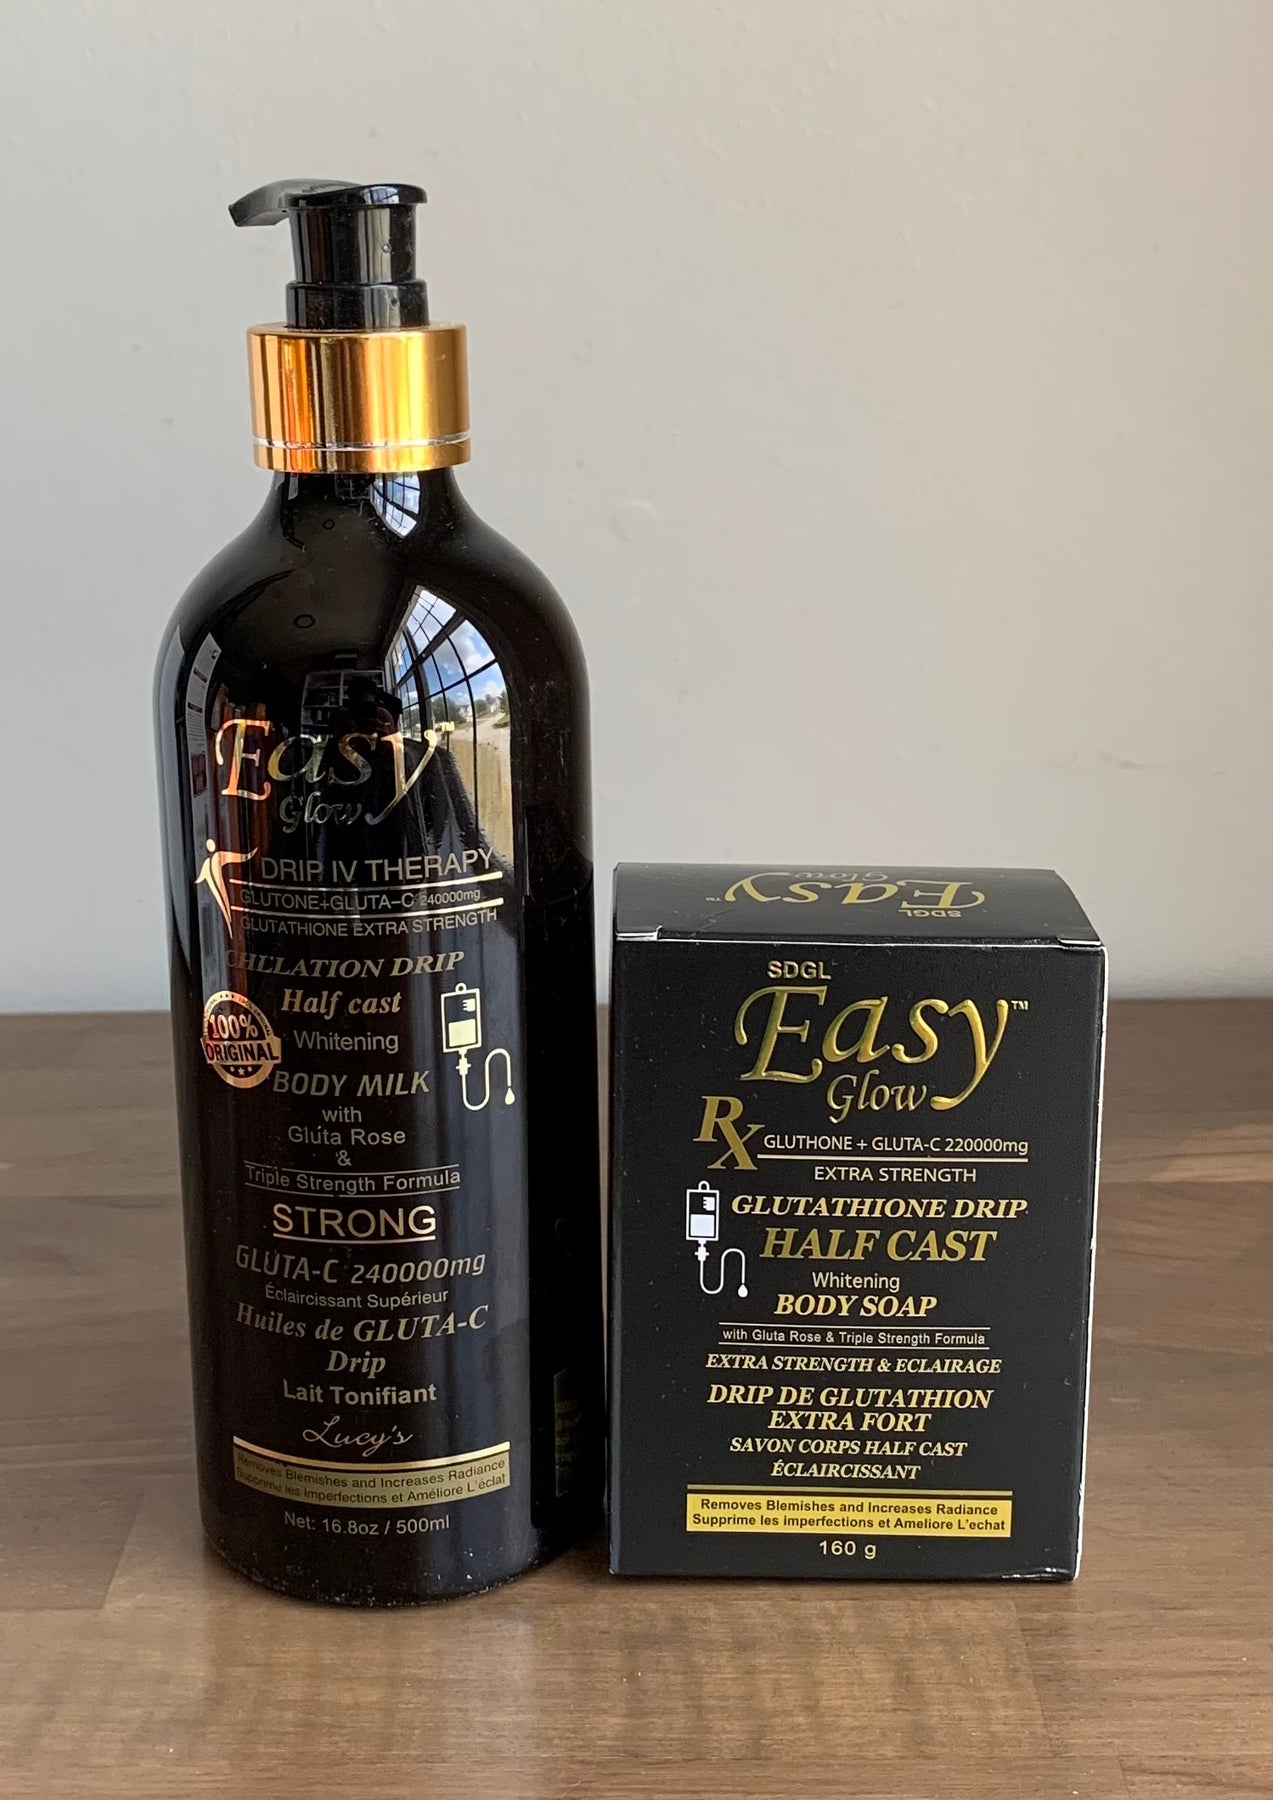 Easy™
Glow
DRIP IV THERAPY
GLUTONE+GLUTA-C 240000mg
GLUTATHIONE EXTRA STRENGTH
DRIP
Half cast
100%
ORIGINAL
Whitening
BODY MILK
with
Gluta Rose
&
Triple Strength Formula
STRONG
GLUTA-C 240000mg
Éclaircissant Supérieur
Huiles de GLUTA-C
Drip
Lait Tonifiant
Lucy's
Removes Blemishes and Increases Radiance
Supprime les imperfections et Améliore L'éclat
Net: 16.8oz / 500ml
SDGL
Easy™
Glow
SDGL
Easy™
Glow
Rx
GLUTHONE + GLUTA-C 220000mg
EXTRA STRENGTH
GLUTATHIONE DRIP
HALF CAST
Whitening
BODY SOAP
with Gluta Rose & Triple Strength Formula
EXTRA STRENGTH & ECLAIRAGE
DRIP DE GLUTATHION
EXTRA FORT
SAVON CORPS HALF CAST
ÉCLAIRCISSANT
Removes Blemishes and Increases Radiance
Supprime les imperfections et Ameliore L'echat
160 g